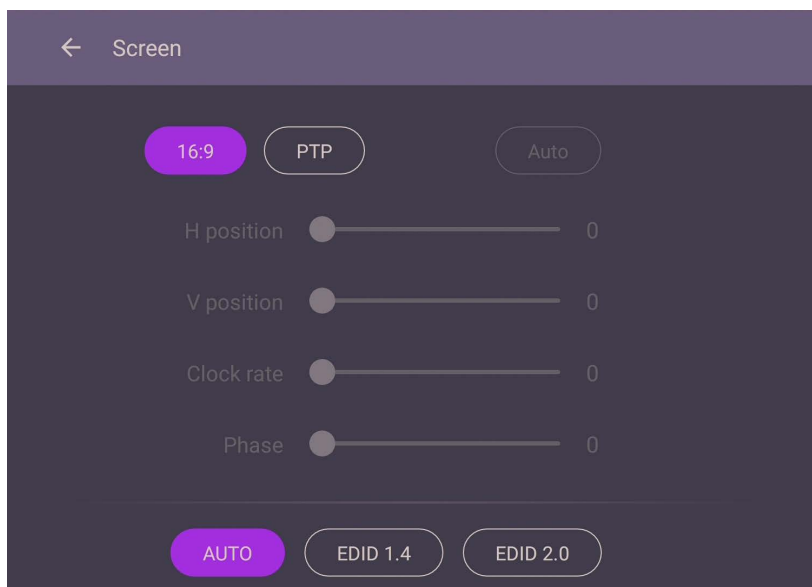 Screen
16:9 PTP Auto
H position 0
V position 0
Clock rate 0
Phase 0
AUTO EDID 1.4 EDID 2.0